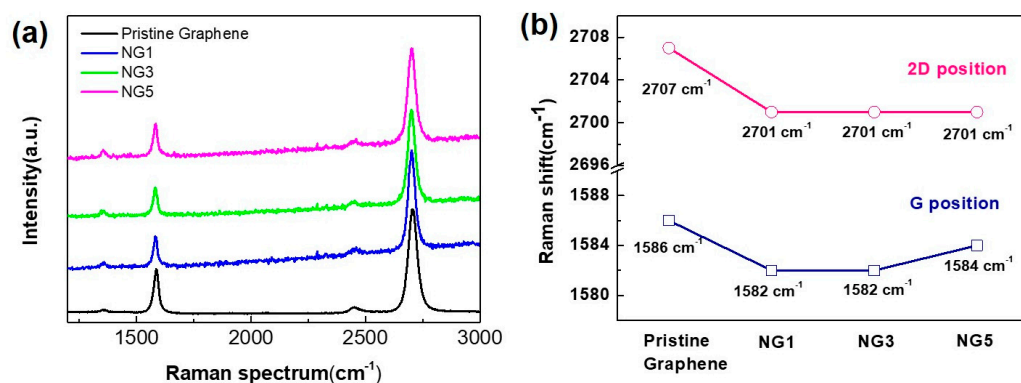 (a)
Pristine Graphene
NG1
NG3
NG5
Intensity(a.u.)
1500 2000 2500 3000
Raman spectrum(cm⁻¹)
(b)
2708
2704
2700
2696
1588
1584
1580
Raman shift(cm⁻¹)
2D position
2707 cm⁻¹
2701 cm⁻¹ 2701 cm⁻¹ 2701 cm⁻¹
G position
1586 cm⁻¹
1582 cm⁻¹ 1582 cm⁻¹ 1584 cm⁻¹
Pristine NG1 NG3 NG5
Graphene